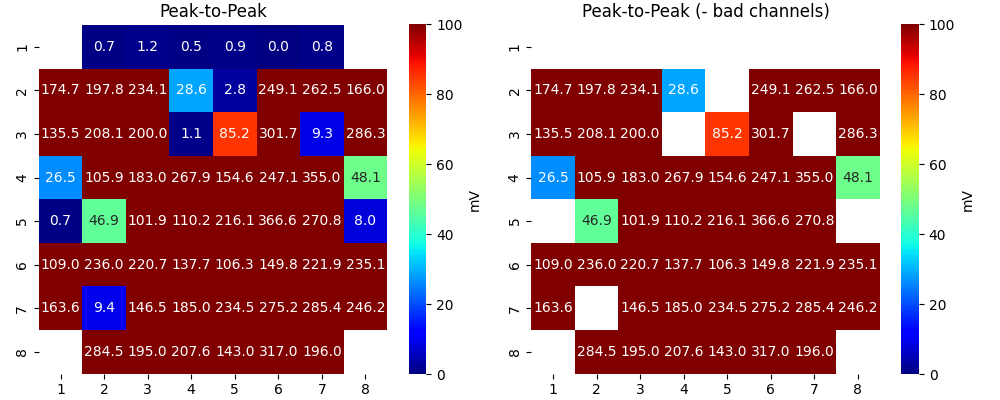 Peak-to-Peak
1 0.7 1.2 0.5 0.9 0.0 0.8
2 174.7 197.8 234.1 28.6 2.8 249.1 262.5 166.0
3 135.5 208.1 200.0 1.1 85.2 301.7 9.3 286.3
4 26.5 105.9 183.0 267.9 154.6 247.1 355.0 48.1
5 0.7 46.9 101.9 110.2 216.1 366.6 270.8 8.0
6 109.0 236.0 220.7 137.7 106.3 149.8 221.9 235.1
7 163.6 9.4 146.5 185.0 234.5 275.2 285.4 246.2
8 284.5 195.0 207.6 143.0 317.0 196.0
1 2 3 4 5 6 7 8
100
80
60
40
20
0
mV
Peak-to-Peak (- bad channels)
1
2 174.7 197.8 234.1 28.6 249.1 262.5 166.0
3 135.5 208.1 200.0 85.2 301.7 286.3
4 26.5 105.9 183.0 267.9 154.6 247.1 355.0 48.1
5 46.9 101.9 110.2 216.1 366.6 270.8
6 109.0 236.0 220.7 137.7 106.3 149.8 221.9 235.1
7 163.6 146.5 185.0 234.5 275.2 285.4 246.2
8 284.5 195.0 207.6 143.0 317.0 196.0
1 2 3 4 5 6 7 8
100
80
60
40
20
0
mV